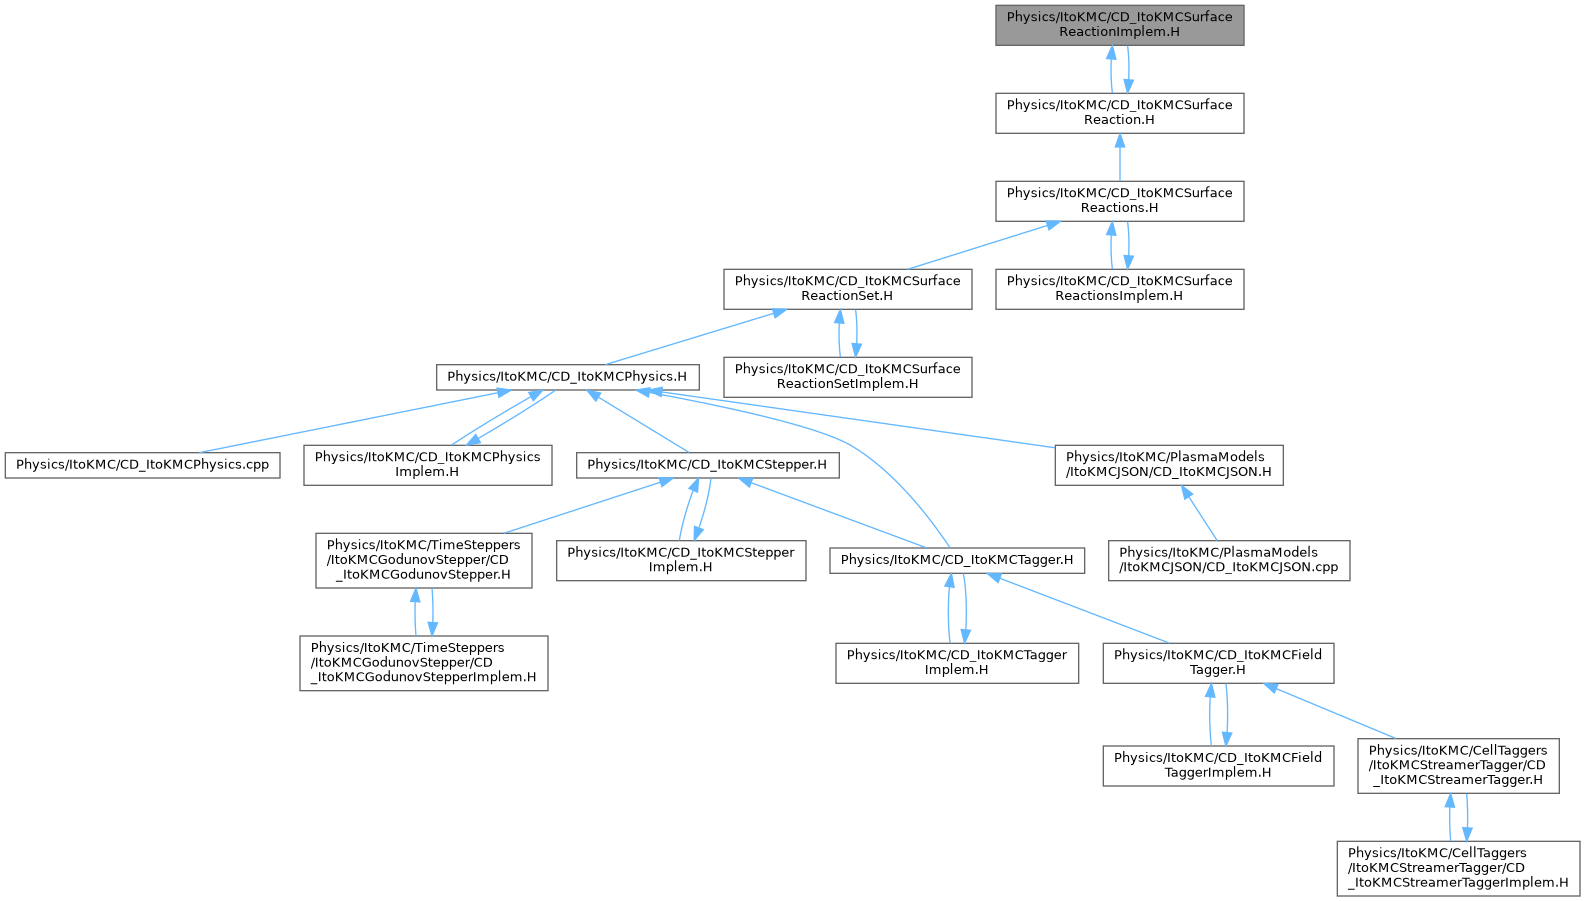 Physics/ItoKMC/CD_ItoKMCSurface
ReactionImplem.H
Physics/ItoKMC/CD_ItoKMCSurface
Reaction.H
Physics/ItoKMC/CD_ItoKMCSurface
Reactions.H
Physics/ItoKMC/CD_ItoKMCSurface
ReactionSet.H
Physics/ItoKMC/CD_ItoKMCSurface
ReactionsImplem.H
Physics/ItoKMC/CD_ItoKMCPhysics.H
Physics/ItoKMC/CD_ItoKMCSurface
ReactionSetImplem.H
Physics/ItoKMC/CD_ItoKMCPhysics.cpp
Physics/ItoKMC/CD_ItoKMCPhysics
Implem.H
Physics/ItoKMC/CD_ItoKMCStepper.H
Physics/ItoKMC/PlasmaModels
/ItoKMCJSON/CD_ItoKMCJSON.H
Physics/ItoKMC/TimeSteppers
/ItoKMCGodunovStepper/CD
_ItoKMCGodunovStepper.H
Physics/ItoKMC/CD_ItoKMCStepper
Implem.H
Physics/ItoKMC/CD_ItoKMCTagger.H
Physics/ItoKMC/PlasmaModels
/ItoKMCJSON/CD_ItoKMCJSON.cpp
Physics/ItoKMC/TimeSteppers
/ItoKMCGodunovStepper/CD
_ItoKMCGodunovStepperImplem.H
Physics/ItoKMC/CD_ItoKMCTagger
Implem.H
Physics/ItoKMC/CD_ItoKMCField
Tagger.H
Physics/ItoKMC/CD_ItoKMCField
TaggerImplem.H
Physics/ItoKMC/CellTaggers
/ItoKMCStreamerTagger/CD
_ItoKMCStreamerTagger.H
Physics/ItoKMC/CellTaggers
/ItoKMCStreamerTagger/CD
_ItoKMCStreamerTaggerImplem.H